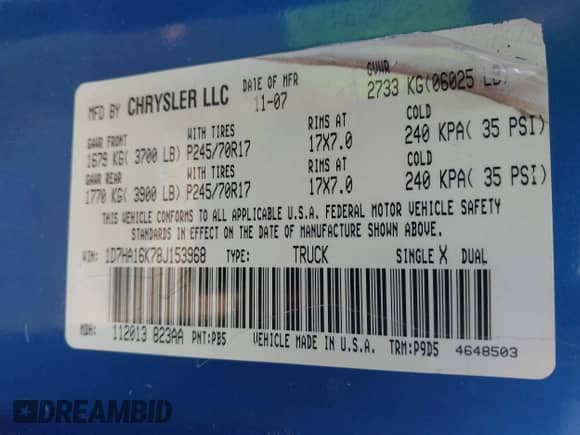 MFD BY CHRYSLER LLC DATE OF MFR 11-07 GVWR 2733 KG(06025 LB)
GAWR FRONT WITH TIRES RIMS AT COLD
1679 KG( 3700 LB) P245/70R17 17X7.0 240 KPA( 35 PSI)
GAWR REAR WITH TIRES RIMS AT COLD
1770 KG( 3900 LB) P245/70R17 17X7.0 240 KPA( 35 PSI)
THIS VEHICLE CONFORMS TO ALL APPLICABLE U.S.A. FEDERAL MOTOR VEHICLE SAFETY
STANDARDS IN EFFECT ON THE DATE OF MANUFACTURE SHOWN ABOVE.
VIN: 1D7HA16K78J153968 TYPE: TRUCK SINGLE X DUAL
MDH: 112013 823AA PNT:PB5 VEHICLE MADE IN U.S.A. TRM:P9D5 4648503
DREAMBID